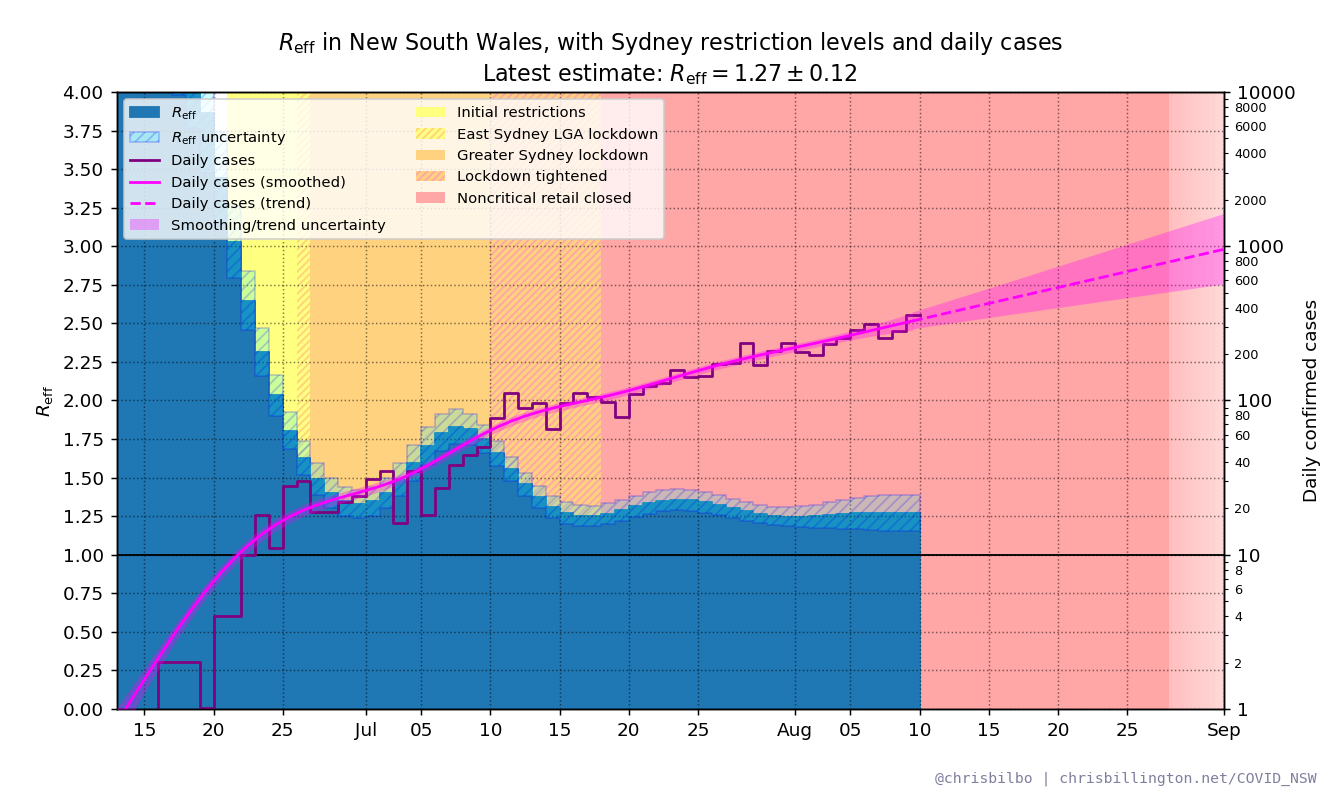 R_eff in New South Wales, with Sydney restriction levels and daily cases
Latest estimate: R_eff = 1.27 ± 0.12
R_eff
R_eff uncertainty
Daily cases
Daily cases (smoothed)
Daily cases (trend)
Smoothing/trend uncertainty
Initial restrictions
East Sydney LGA lockdown
Greater Sydney lockdown
Lockdown tightened
Noncritical retail closed
R_eff
4.00
3.75
3.50
3.25
3.00
2.75
2.50
2.25
2.00
1.75
1.50
1.25
1.00
0.75
0.50
0.25
0.00
10000
8000
6000
4000
2000
1000
800
600
400
200
100
80
60
40
20
10
8
6
4
2
1
Daily confirmed cases
15 20 25 Jul 05 10 15 20 25 Aug 05 10 15 20 25 Sep
@chrisbilbo | chrisbillington.net/COVID_NSW